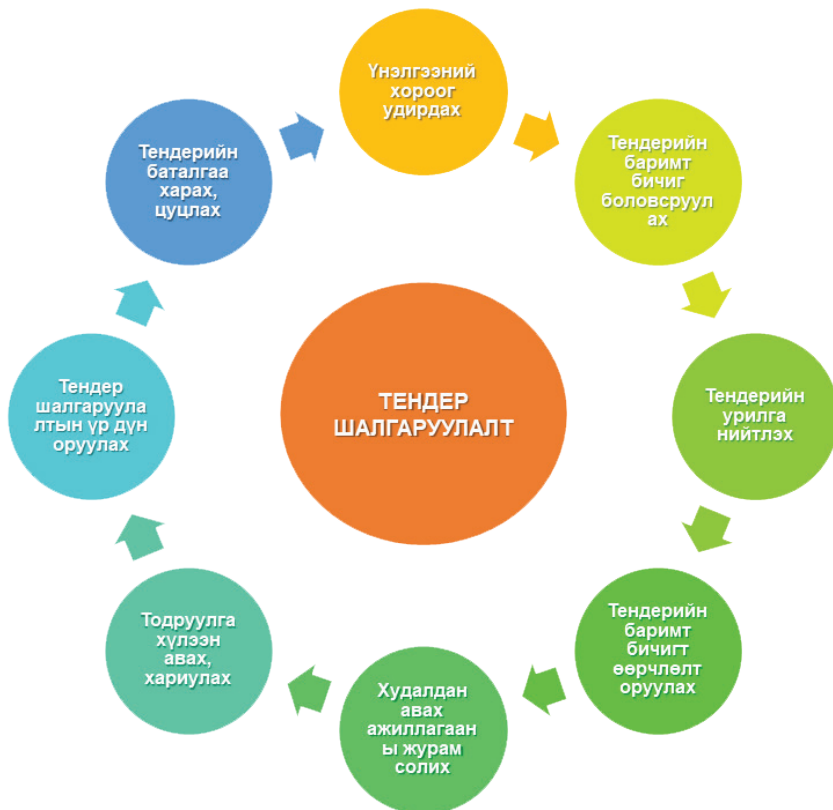 Үнэлгээний
хороог
удирдах
Тендерийн
баримт
бичиг
боловсруул
ах
Тендерийн
урилга
нийтлэх
Тендерийн
баримт
бичигт
өөрчлөлт
оруулах
Худалдан
авах
ажиллагаан
ы журам
солих
Тодруулга
хүлээн
авах,
хариулах
Тендер
шалгаруула
лтын үр дүн
оруулах
Тендерийн
баталгаа
харах,
цуцлах
ТЕНДЕР
ШАЛГАРУУЛАЛТ